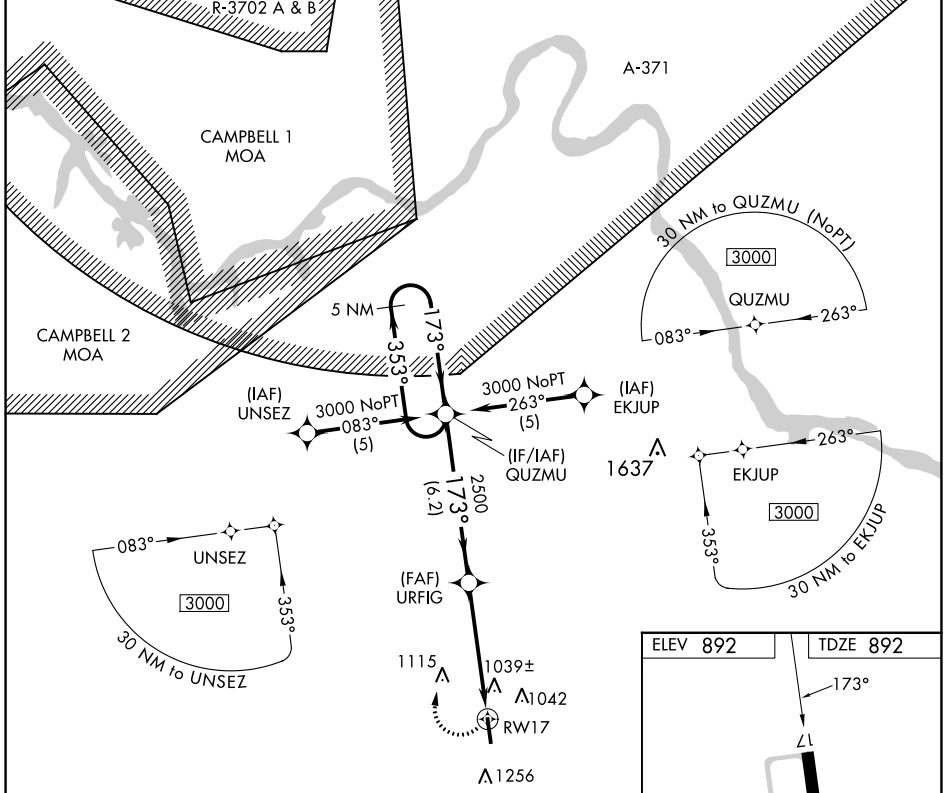 R-3702 A & B
A-371
CAMPBELL 1
MOA
30 NM to QUZMU (NoPT)
3000
QUZMU
083°
263°
5 NM
173°
353°
CAMPBELL 2
MOA
(IAF)
UNSEZ
3000 NoPT
083°
(5)
3000 NoPT
263°
(5)
(IAF)
EKJUP
(IF/IAF)
QUZMU
1637
263°
EKJUP
3000
353°
30 NM to EKJUP
2500
173°
(6.2)
083°
UNSEZ
3000
353°
30 NM to UNSEZ
(FAF)
URFIG
1115
1039±
1042
RW17
1256
ELEV 892
TDZE 892
173°
17